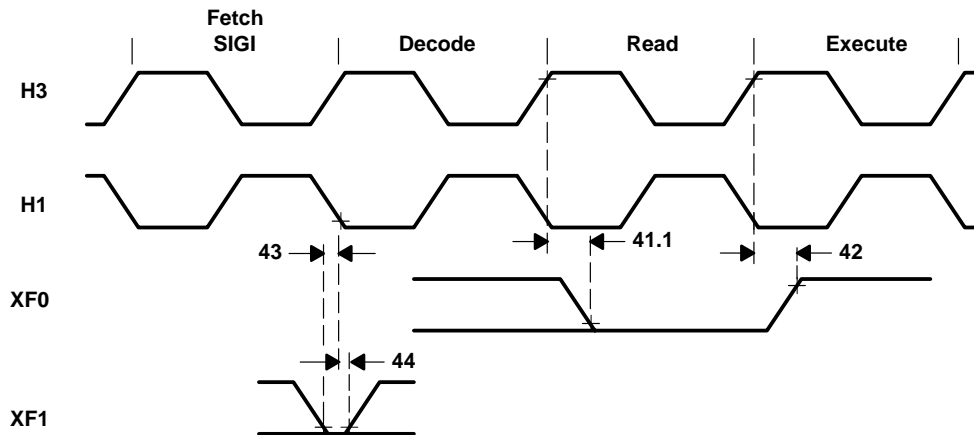 Fetch
SIGI
Decode
Read
Execute
H3
H1
43
41.1
42
XF0
44
XF1